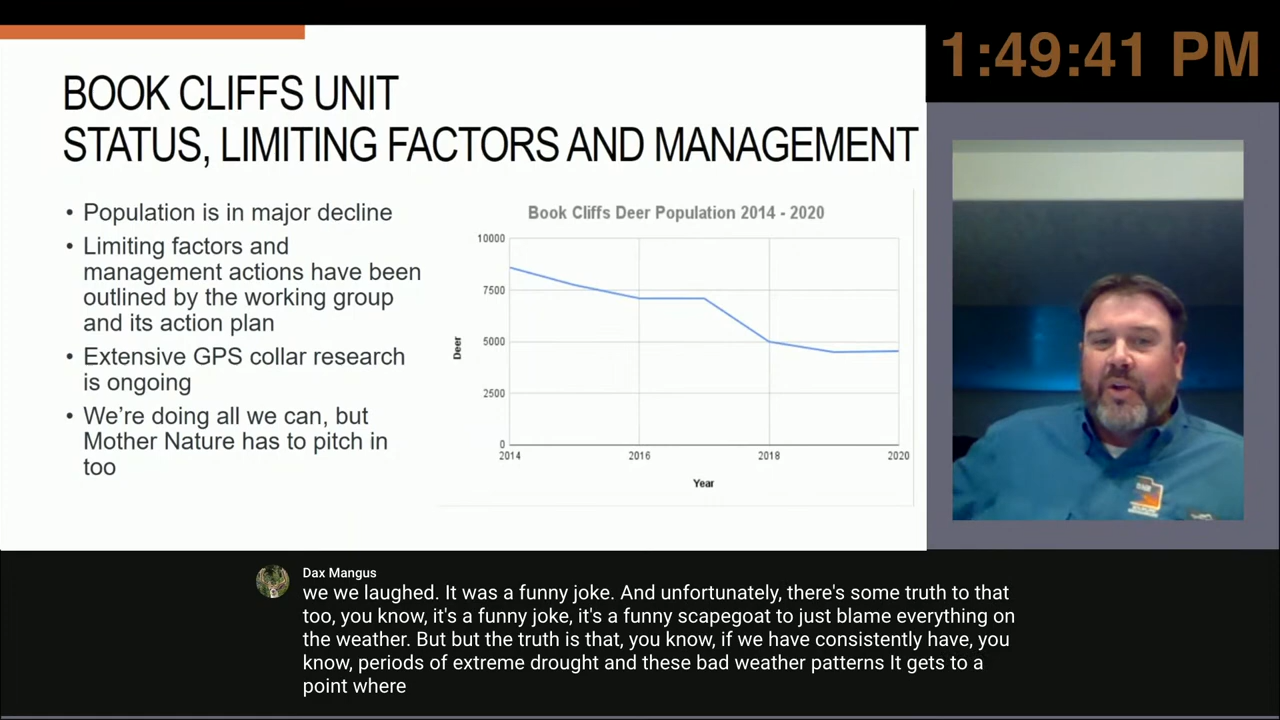 1:49:41 PM
BOOK CLIFFS UNIT
STATUS, LIMITING FACTORS AND MANAGEMENT
• Population is in major decline
• Limiting factors and
management actions have been
outlined by the working group
and its action plan
• Extensive GPS collar research
is ongoing
• We're doing all we can, but
Mother Nature has to pitch in
too
Book Cliffs Deer Population 2014 - 2020
10000
7500
5000
2500
0
Deer
2014
2016
2018
2020
Year
Dax Mangus
we we laughed. It was a funny joke. And unfortunately, there's some truth to that
too, you know, it's a funny joke, it's a funny scapegoat to just blame everything on
the weather. But but the truth is that, you know, if we have consistently have, you
know, periods of extreme drought and these bad weather patterns It gets to a
point where